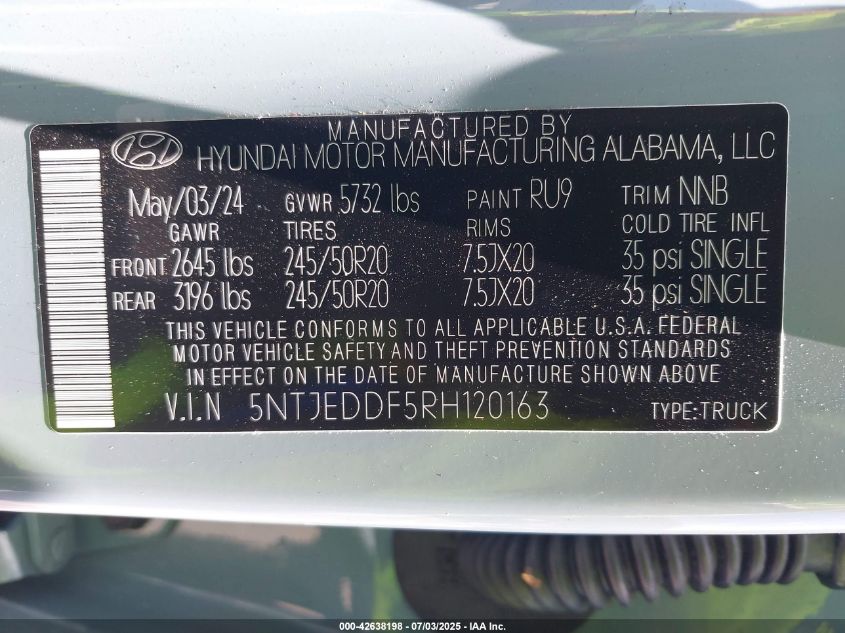 MANUFACTURED BY
HYUNDAI MOTOR MANUFACTURING ALABAMA, LLC
May/03/24 GVWR 5732 lbs PAINT RU9 TRIM NNB
GAWR TIRES RIMS COLD TIRE INFL
FRONT 2645 lbs 245/50R20 7.5JX20 35 psi SINGLE
REAR 3196 lbs 245/50R20 7.5JX20 35 psi SINGLE
THIS VEHICLE CONFORMS TO ALL APPLICABLE U.S.A. FEDERAL
MOTOR VEHICLE SAFETY AND THEFT PREVENTION STANDARDS
IN EFFECT ON THE DATE OF MANUFACTURE SHOWN ABOVE
V.I.N 5NTJEDDF5RH120163 TYPE:TRUCK
000-42638198 - 07/03/2025 - IAA Inc.